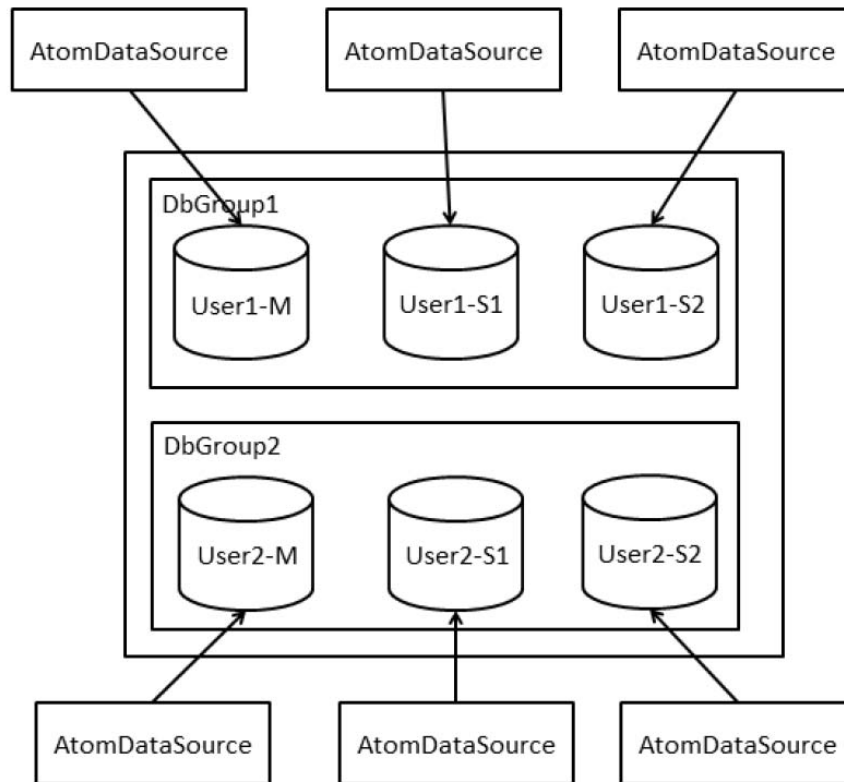 AtomDataSource
AtomDataSource
AtomDataSource
DbGroup1
User1-M
User1-S1
User1-S2
DbGroup2
User2-M
User2-S1
User2-S2
AtomDataSource
AtomDataSource
AtomDataSource